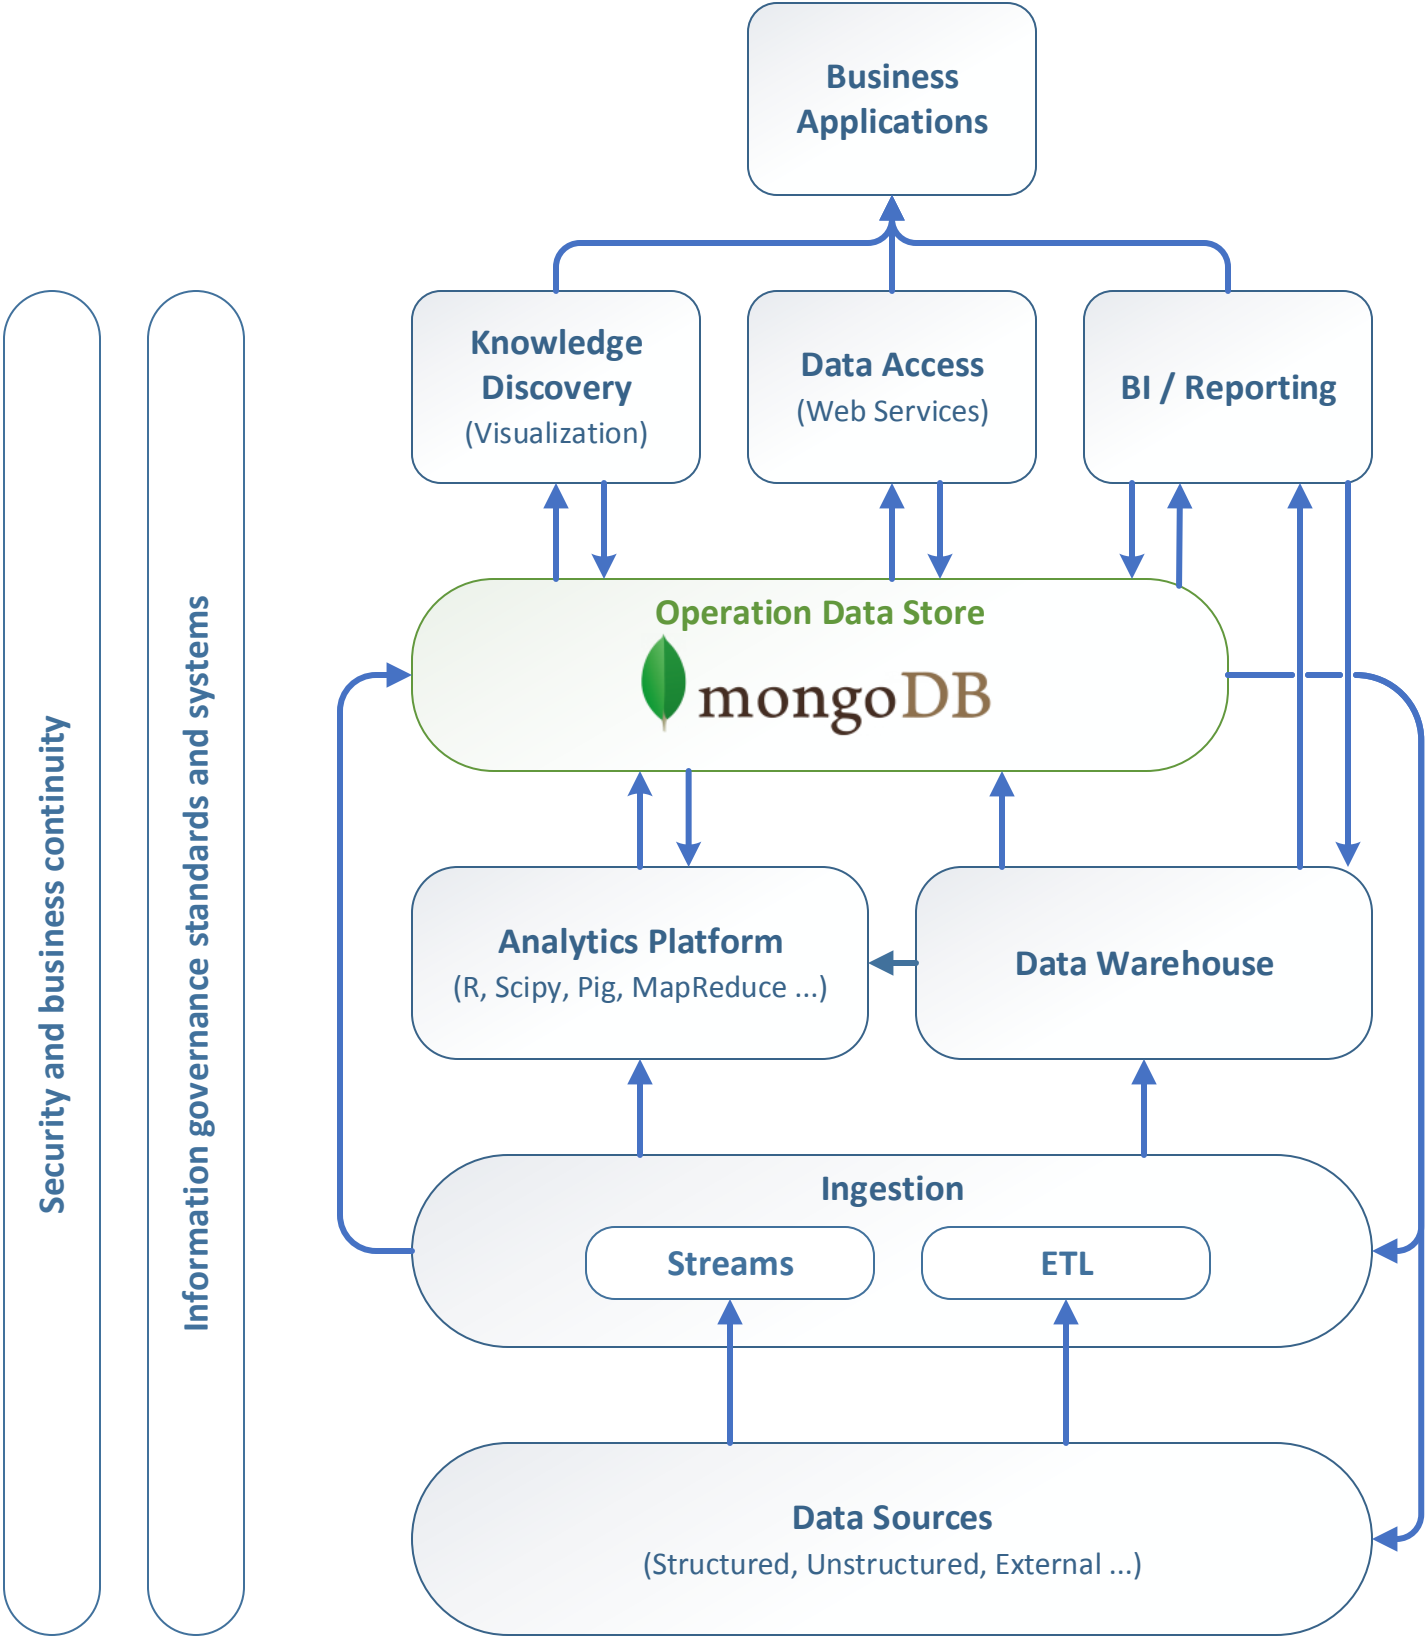 Business
Applications
Knowledge
Discovery
(Visualization)
Data Access
(Web Services)
BI / Reporting
Operation Data Store
mongoDB
Analytics Platform
(R, Scipy, Pig, MapReduce ...)
Data Warehouse
Ingestion
Streams
ETL
Data Sources
(Structured, Unstructured, External ...)
Security and business continuity
Information governance standards and systems